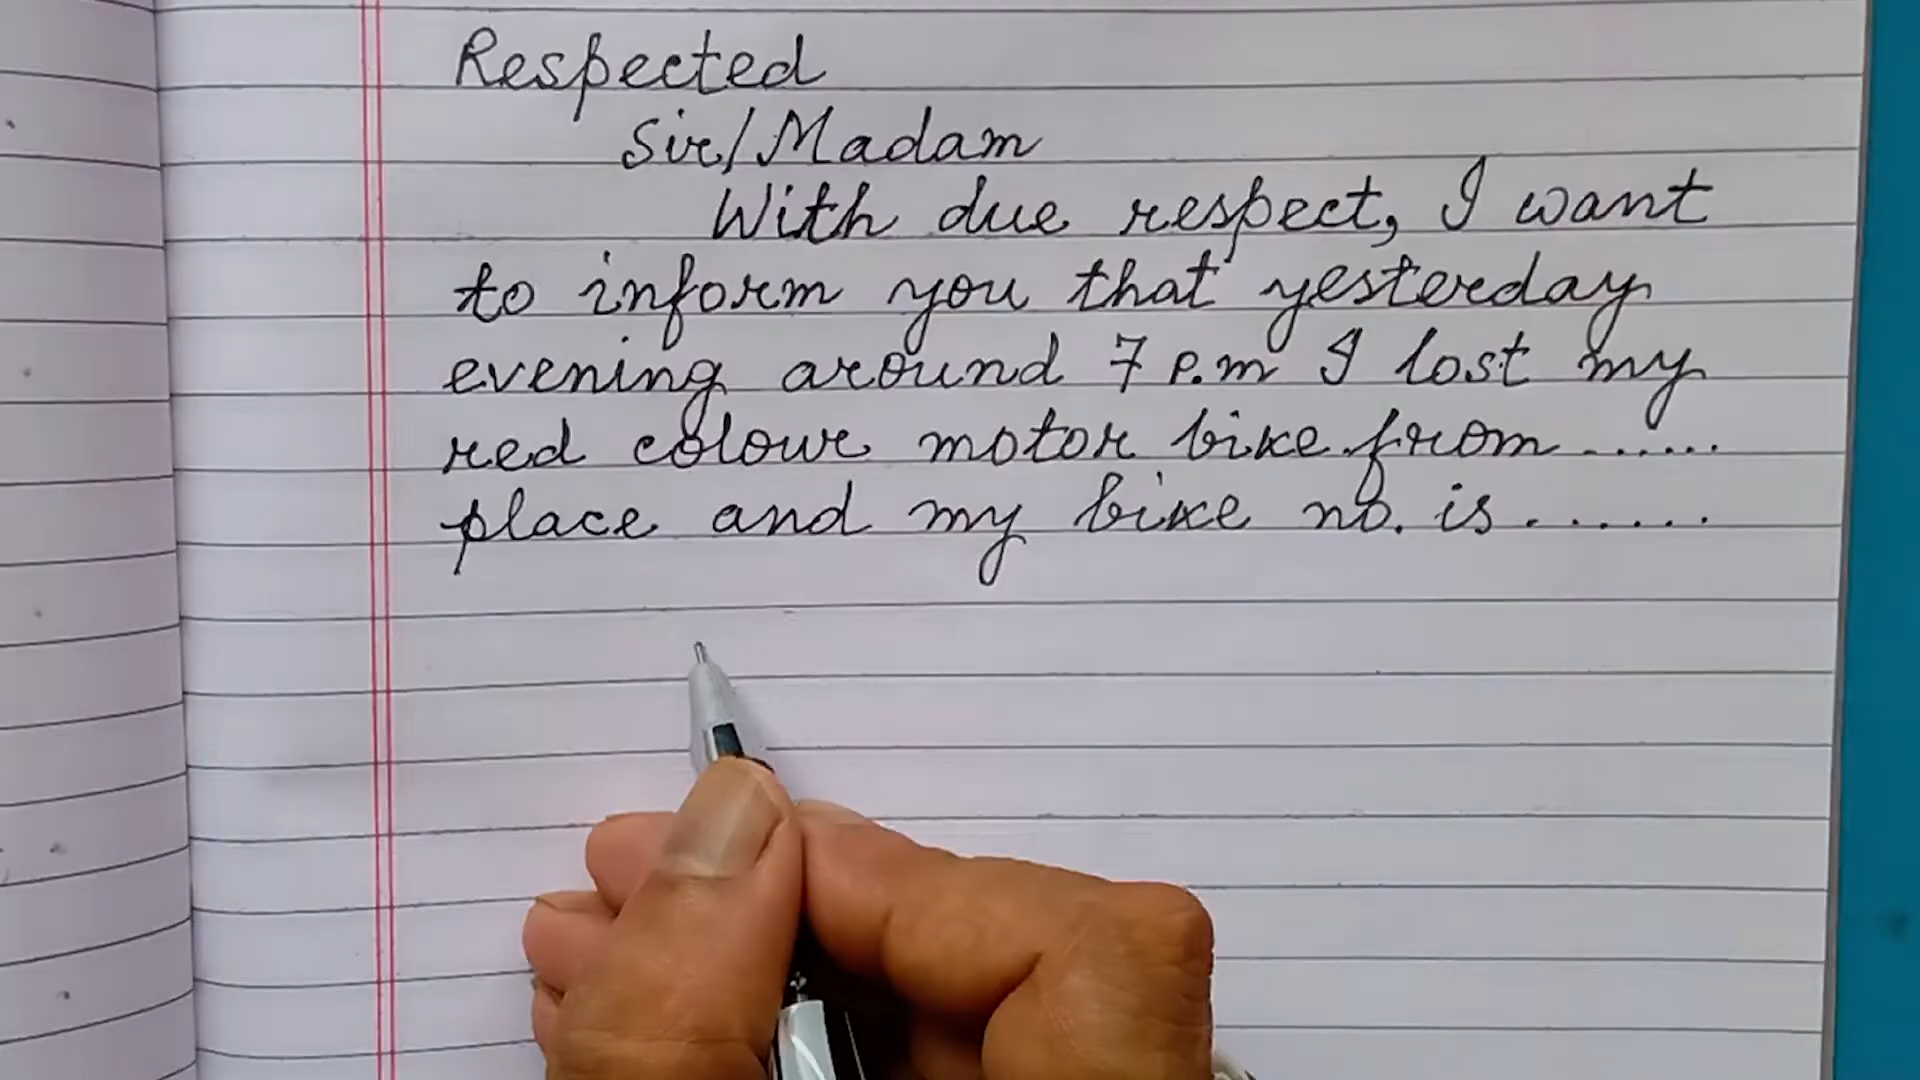 Respected
Sir/Madam
With due respect, I want
to inform you that yesterday
evening around 7 P.m I lost my
red colour motor bike from ......
place and my bike no. is ......